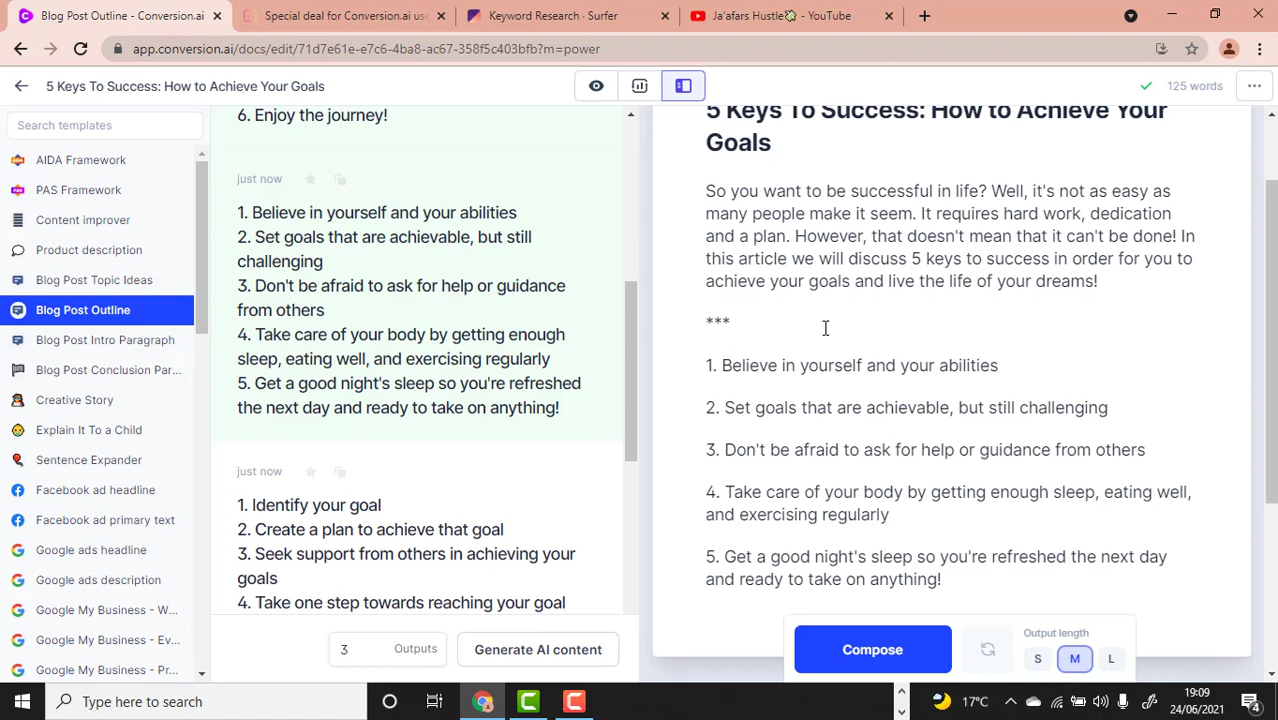 Blog Post Outline - Conversion.ai
Special deal for Conversion.ai use
Keyword Research · Surfer
Ja'afars Hustle - YouTube
app.conversion.ai/docs/edit/71d7e61e-e7c6-4ba8-ac67-358f5c403bfb?m=power
5 Keys To Success: How to Achieve Your Goals
125 words
Search templates
AIDA Framework
PAS Framework
Content improver
Product description
Blog Post Topic Ideas
Blog Post Outline
Blog Post Intro Paragraph
Blog Post Conclusion Par...
Creative Story
Explain It To a Child
Sentence Expander
Facebook ad headline
Facebook ad primary text
Google ads headline
Google ads description
Google My Business - W...
Google My Business - Ev...
Google My Business - Pr...
6. Enjoy the journey!
just now
1. Believe in yourself and your abilities
2. Set goals that are achievable, but still
challenging
3. Don't be afraid to ask for help or guidance
from others
4. Take care of your body by getting enough
sleep, eating well, and exercising regularly
5. Get a good night's sleep so you're refreshed
the next day and ready to take on anything!
just now
1. Identify your goal
2. Create a plan to achieve that goal
3. Seek support from others in achieving your
goals
4. Take one step towards reaching your goal
3 Outputs
Generate AI content
5 Keys To Success: How to Achieve Your
Goals
So you want to be successful in life? Well, it's not as easy as
many people make it seem. It requires hard work, dedication
and a plan. However, that doesn't mean that it can't be done! In
this article we will discuss 5 keys to success in order for you to
achieve your goals and live the life of your dreams!
***
1. Believe in yourself and your abilities
2. Set goals that are achievable, but still challenging
3. Don't be afraid to ask for help or guidance from others
4. Take care of your body by getting enough sleep, eating well,
and exercising regularly
5. Get a good night's sleep so you're refreshed the next day
and ready to take on anything!
Compose
Output length
S
M
L
Type here to search
17°C
19:09
24/06/2021
4